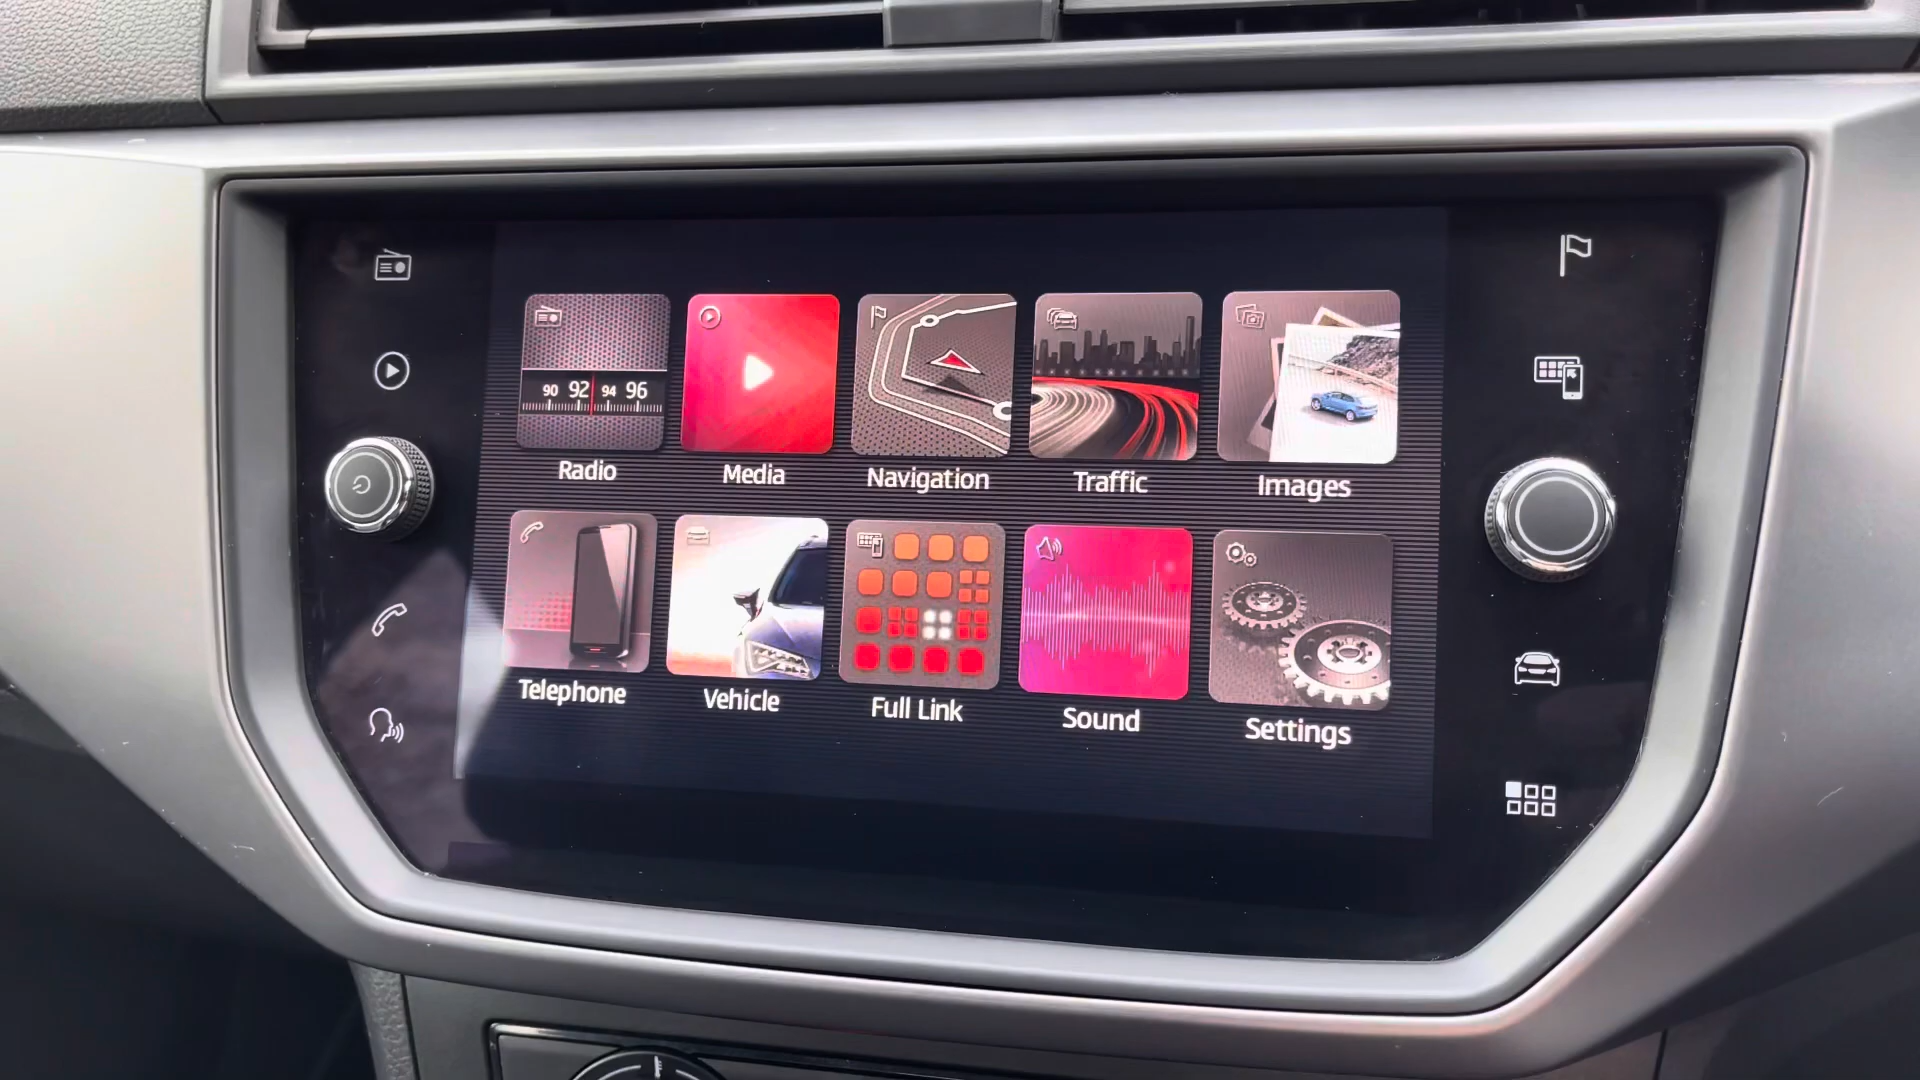 90 92 94 96
Radio
Media
Navigation
Traffic
Images
Telephone
Vehicle
Full Link
Sound
Settings